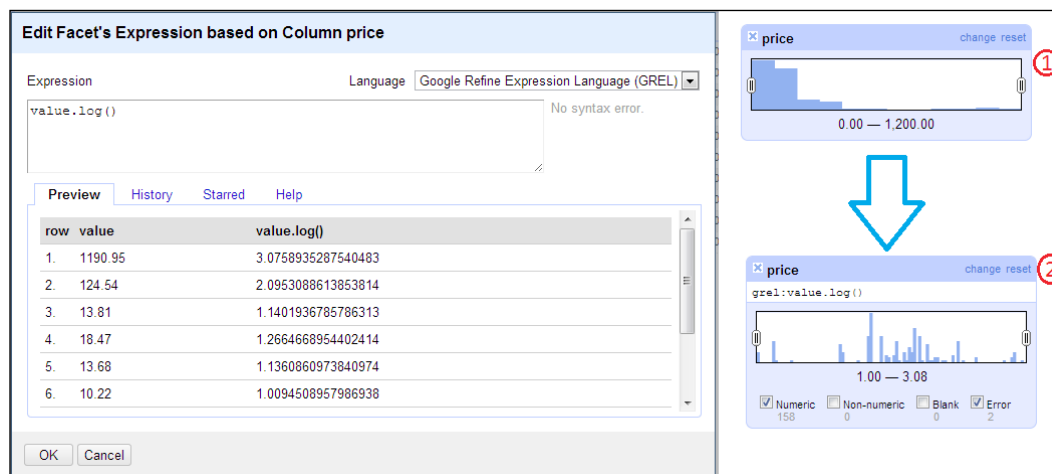 Edit Facet's Expression based on Column price
Expression
Language Google Refine Expression Language (GREL)
value.log()
No syntax error.
Preview History Starred Help
row value value.log()
1. 1190.95 3.0758935287540483
2. 124.54 2.0953088613853814
3. 13.81 1.1401936785786313
4. 18.47 1.2664668954402414
5. 13.68 1.1360860973840974
6. 10.22 1.0094508957986938
OK Cancel
price change reset
1
0.00 — 1,200.00
price change reset
2
grel:value.log()
1.00 — 3.08
Numeric Non-numeric Blank Error
158 0 0 2